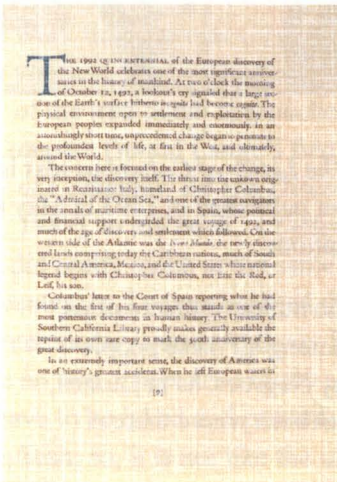 THE 1992 QUINCENTENNIAL of the European discovery of
the New World celebrates one of the most significant anniver-
saries in the history of mankind. At two o'clock the morning
of October 12, 1492, a lookout's cry signaled that a large sec-
tion of the Earth's surface hitherto incognita had become cognita. The
physical environment open to settlement and exploitation by the
European peoples expanded immediately and enormously. In an
astonishingly short time, unprecedented change began to penetrate to
the profoundest levels of life, at first in the West, and ultimately,
around the World.
The concern here is focused on the earliest stage of the change, its
very inception, the discovery itself. The thrust into the unknown orig-
inated in Renaissance Italy, homeland of Christopher Columbus,
the "Admiral of the Ocean Sea," and one of the greatest navigators
in the annals of maritime enterprises, and in Spain, whose political
and financial support undergirded the great voyage of 1492, and
much of the age of discovery and settlement which followed. On the
western side of the Atlantic was the Novo Mundo, the newly discov-
ered lands comprising today the Caribbean nations, much of South
and Central America, Mexico, and the United States whose national
legend begins with Christopher Columbus, not Eric the Red, or
Leif, his son.
Columbus' letter to the Court of Spain reporting what he had
found on the first of his four voyages thus stands as one of the
most portentous documents in human history. The University of
Southern California Library proudly makes generally available the
reprint of its own rare copy to mark the 500th anniversary of the
great discovery.
In an extremely important sense, the discovery of America was
one of history's greatest accidents. When he left European waters in
[9]